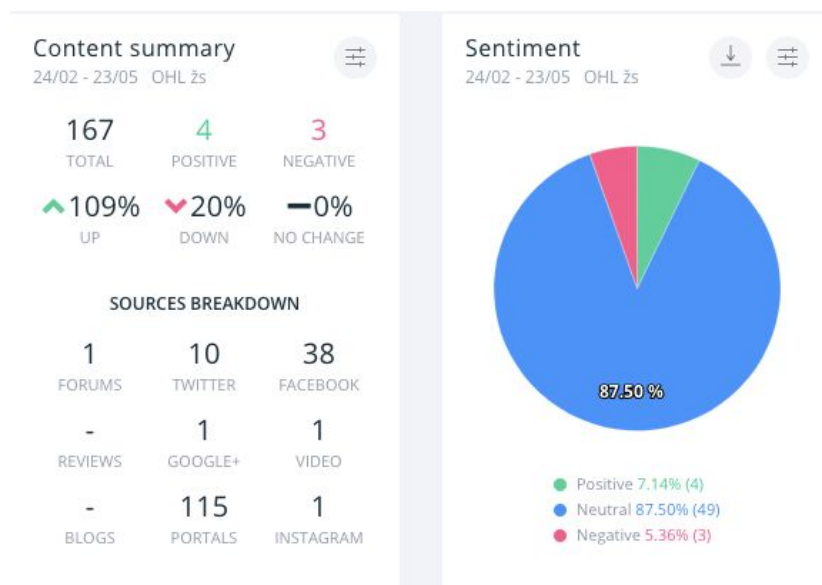 Content summary
24/02 - 23/05 OHL žs
167 4 3
TOTAL POSITIVE NEGATIVE
109% 20% 0%
UP DOWN NO CHANGE
SOURCES BREAKDOWN
1 10 38
FORUMS TWITTER FACEBOOK
- 1 1
REVIEWS GOOGLE+ VIDEO
- 115 1
BLOGS PORTALS INSTAGRAM
Sentiment
24/02 - 23/05 OHL žs
87.50 %
Positive 7.14% (4)
Neutral 87.50% (49)
Negative 5.36% (3)